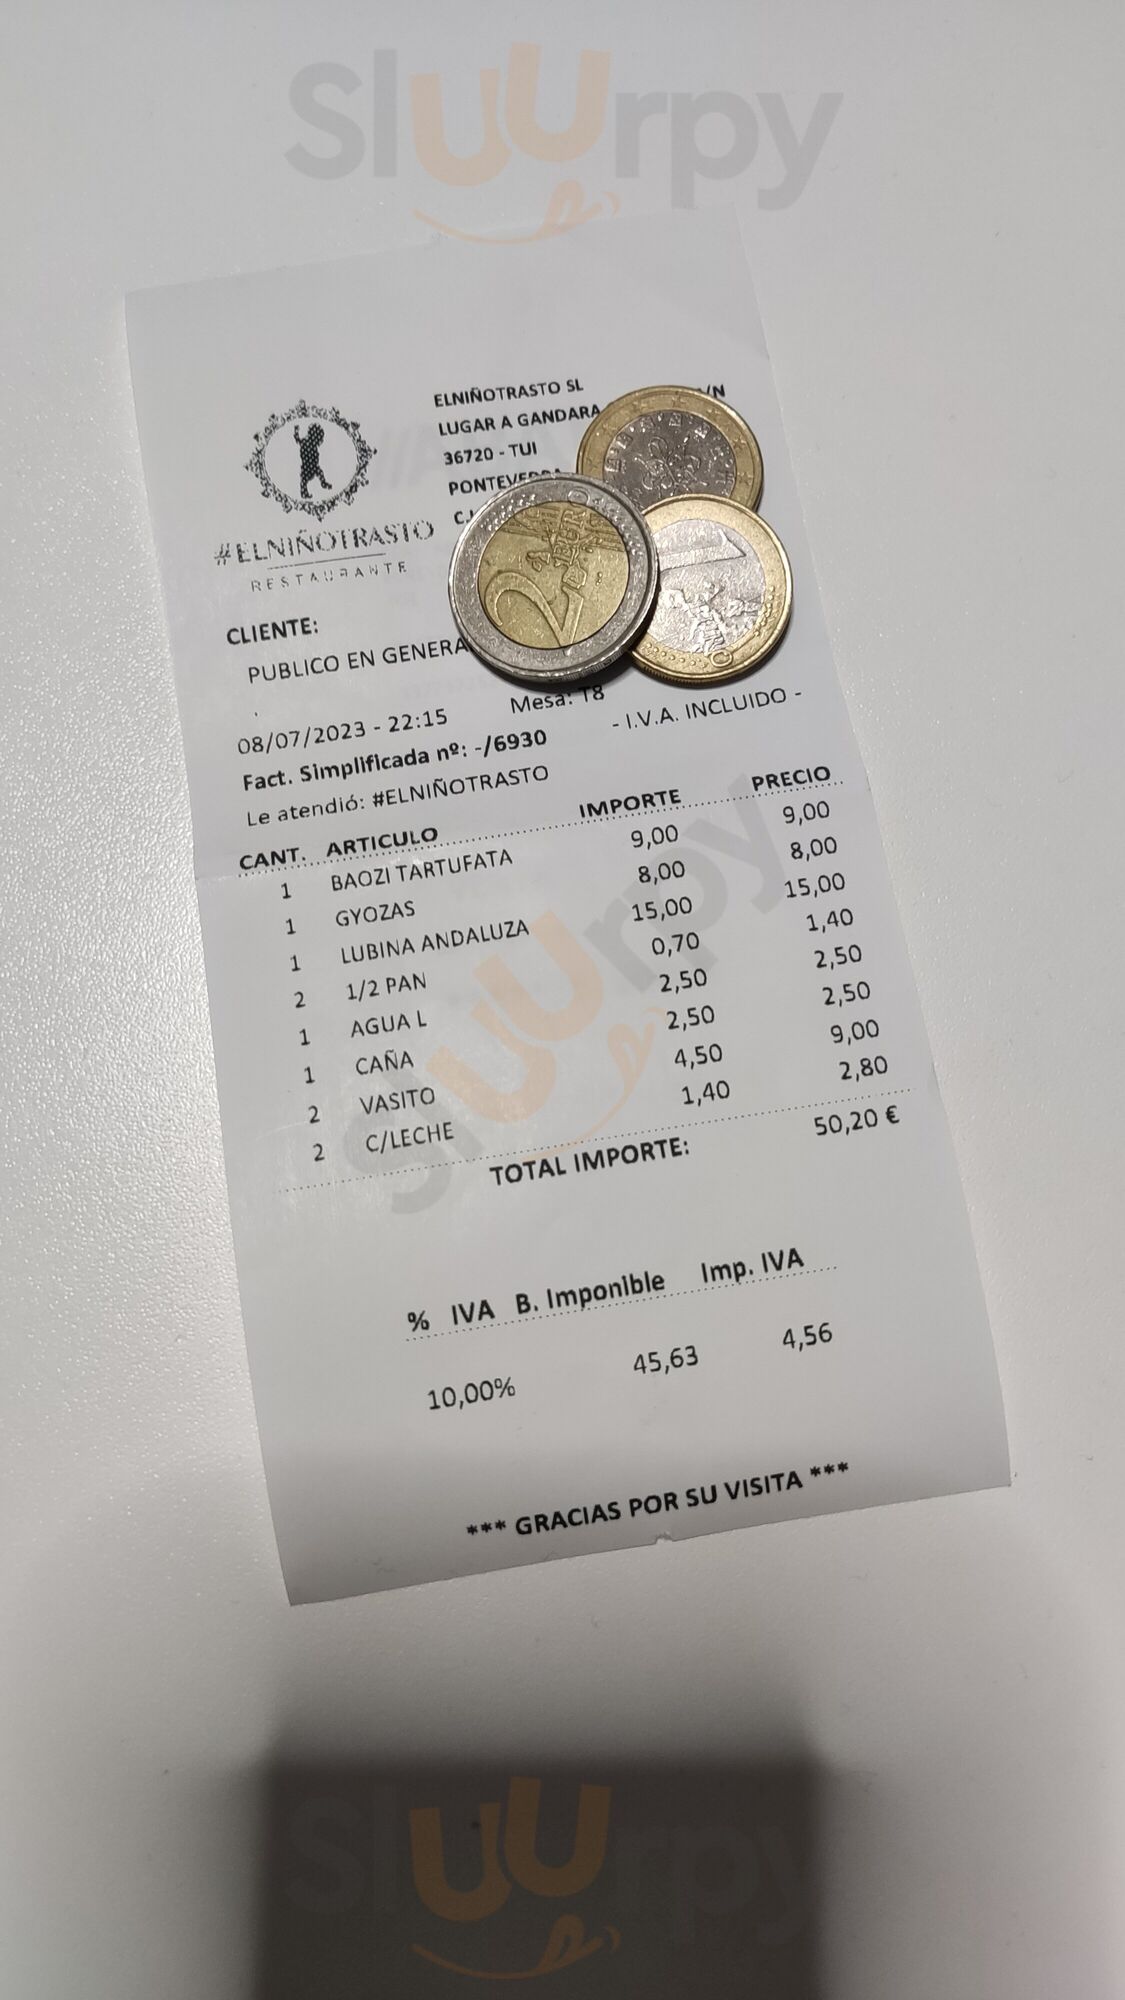 Sluurpy
ELNIÑOTRASTO SL
LUGAR A GANDARA /N
36720 - TUI
PONTEVEDRA
#ELNIÑOTRASTO
RESTAURANTE
CLIENTE:
PUBLICO EN GENERA
08/07/2023 - 22:15 Mesa: T8
Fact. Simplificada nº: -/6930 - I.V.A. INCLUIDO -
Le atendió: #ELNIÑOTRASTO
CANT. ARTICULO IMPORTE PRECIO
1 BAOZI TARTUFATA 9,00 9,00
1 GYOZAS 8,00 8,00
1 LUBINA ANDALUZA 15,00 15,00
2 1/2 PAN 0,70 1,40
1 AGUA L 2,50 2,50
1 CAÑA 2,50 2,50
2 VASITO 4,50 9,00
2 C/LECHE 1,40 2,80
TOTAL IMPORTE: 50,20 €
% IVA B. Imponible Imp. IVA
10,00% 45,63 4,56
*** GRACIAS POR SU VISITA ***
2 EURO
1
Sluurpy
Sluurpy